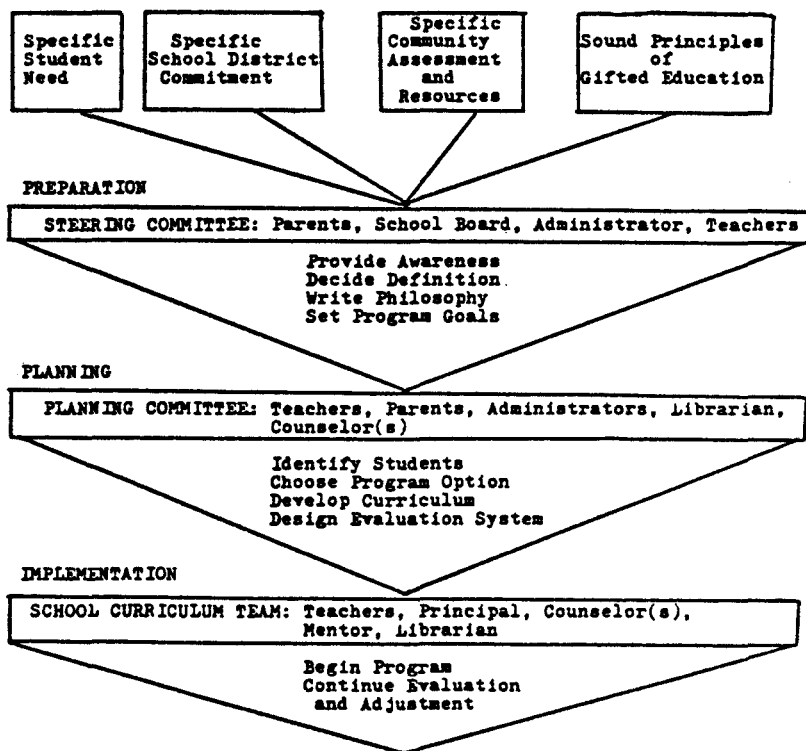 Specific
Student
Need
Specific
School District
Commitment
Specific
Community
Assessment
and
Resources
Sound Principles
of
Gifted Education
PREPARATION
STEERING COMMITTEE: Parents, School Board, Administrator, Teachers
Provide Awareness
Decide Definition
Write Philosophy
Set Program Goals
PLANNING
PLANNING COMMITTEE: Teachers, Parents, Administrators, Librarian,
Counselor(s)
Identify Students
Choose Program Option
Develop Curriculum
Design Evaluation System
IMPLEMENTATION
SCHOOL CURRICULUM TEAM: Teachers, Principal, Counselor(s),
Mentor, Librarian
Begin Program
Continue Evaluation
and Adjustment